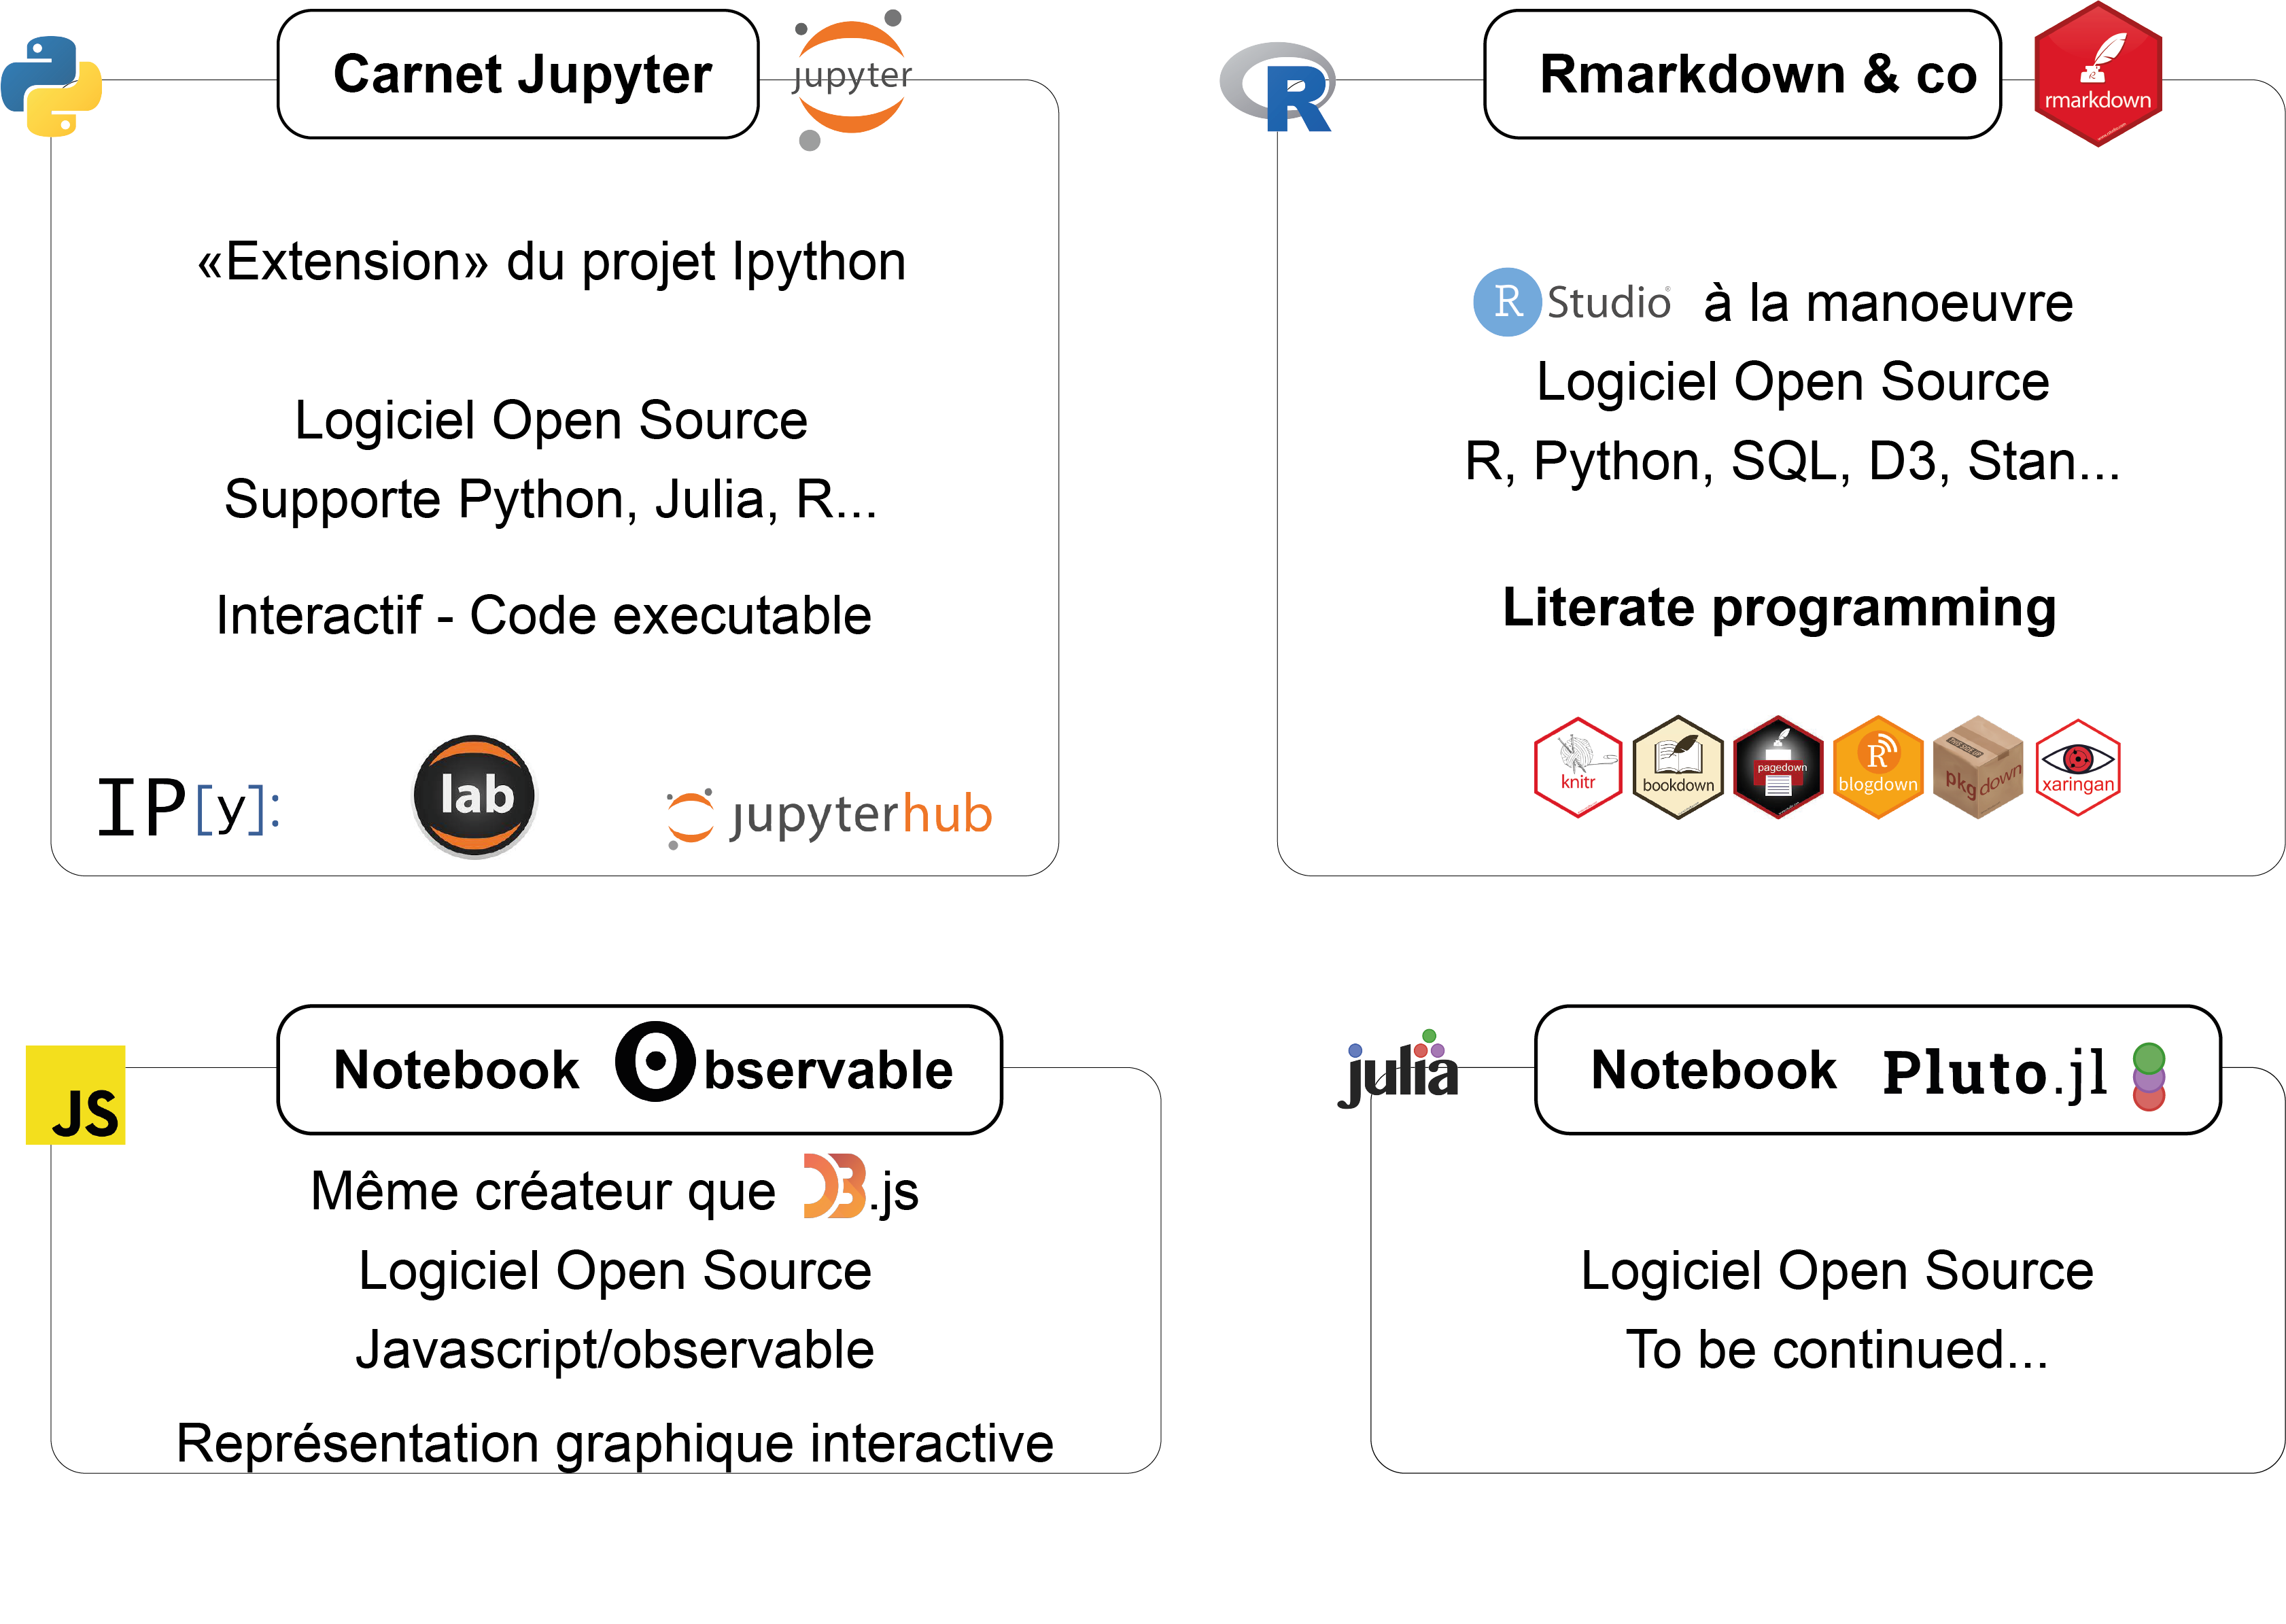 Carnet Jupyter
jupyter
«Extension» du projet Ipython
Logiciel Open Source
Supporte Python, Julia, R...
Interactif - Code executable
IP[y]:
lab
jupyterhub
R
Rmarkdown & co
rmarkdown
R Studio® à la manoeuvre
Logiciel Open Source
R, Python, SQL, D3, Stan...
Literate programming
knitr
bookdown
pagedown
R
blogdown
pkgdown
xaringan
JS
Notebook Observable
Même créateur que D3.js
Logiciel Open Source
Javascript/observable
Représentation graphique interactive
julia
Notebook Pluto.jl
Logiciel Open Source
To be continued...